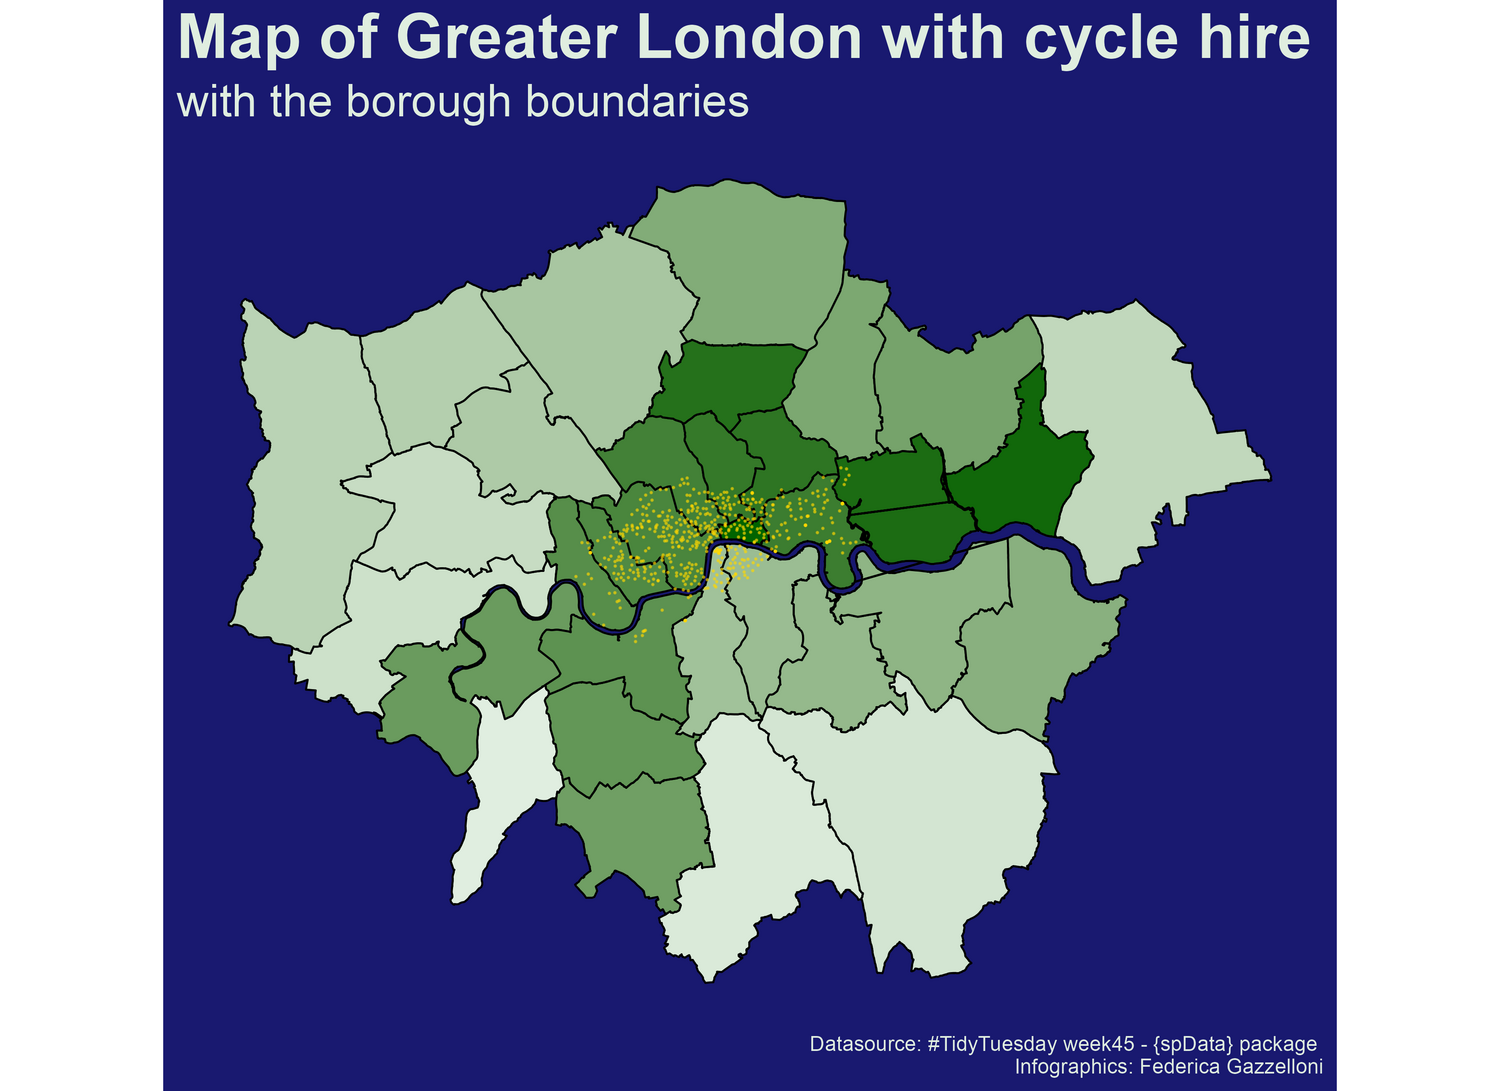 Map of Greater London with cycle hire
with the borough boundaries
Datasource: #TidyTuesday week45 - {spData} package
Infographics: Federica Gazzelloni